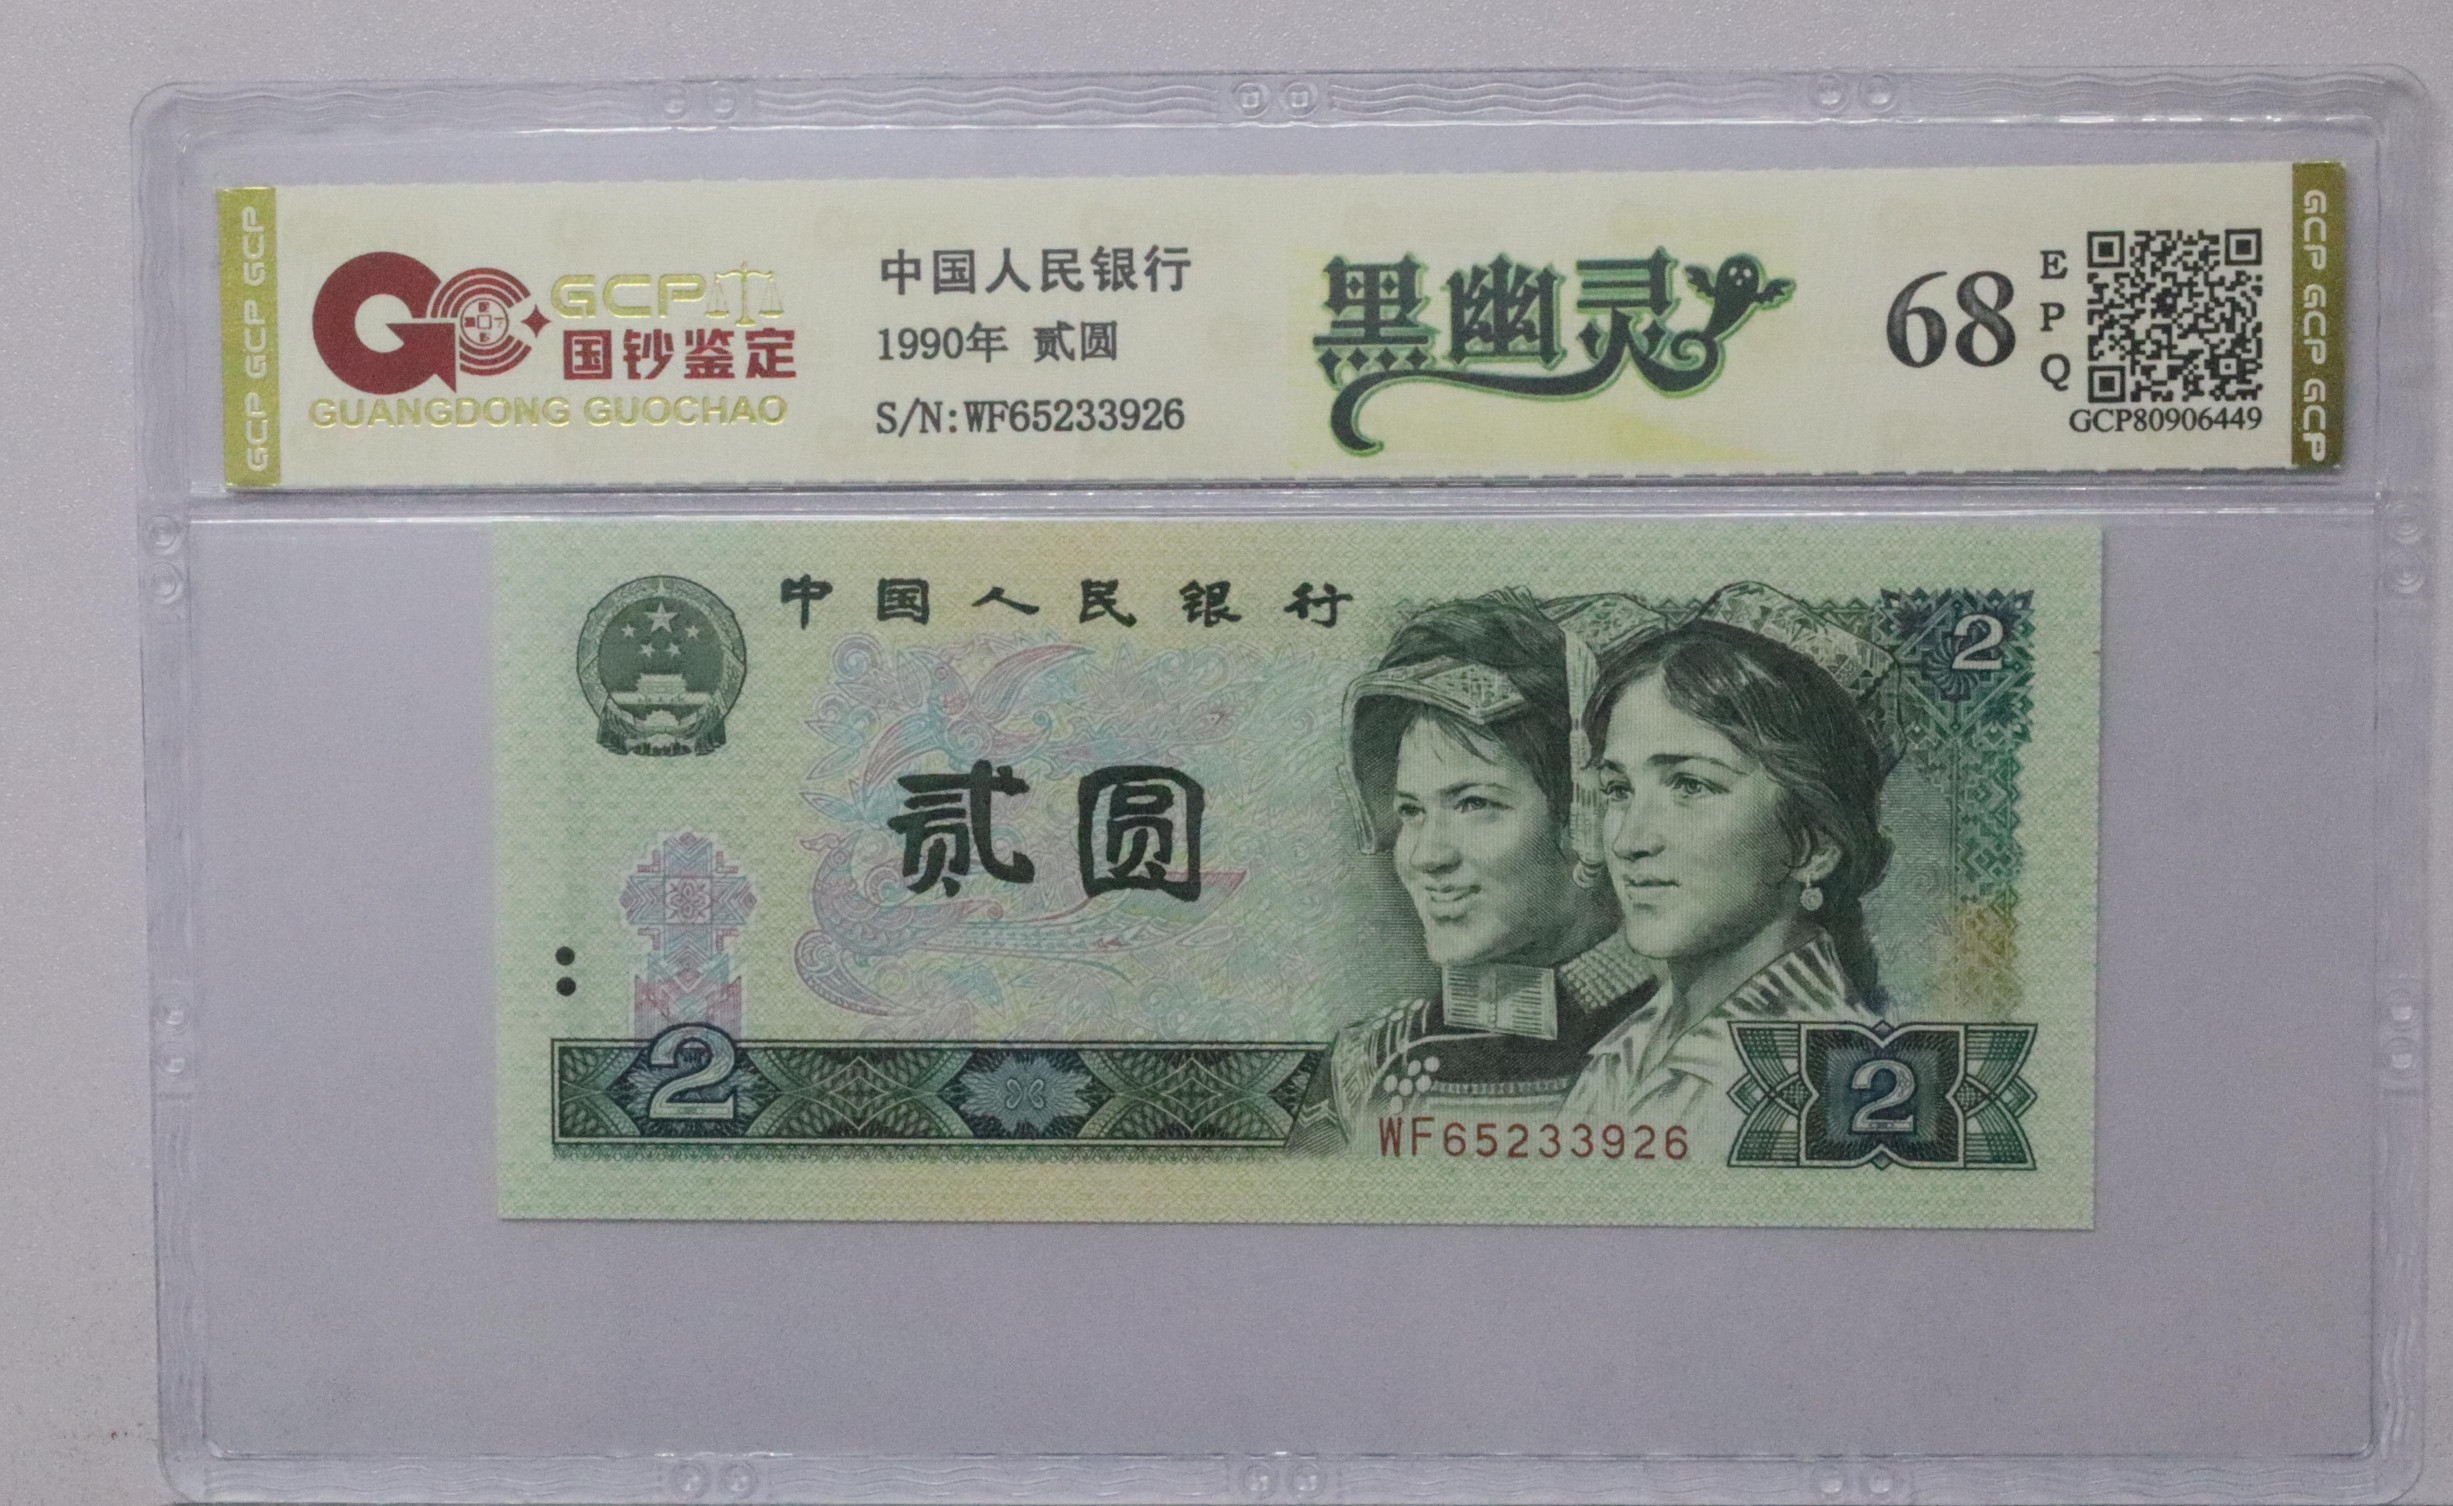 GCP GCP GCP
GCP
国钞鉴定
GUANGDONG GUOCHAO
中国人民银行
1990年 贰圆
S/N:WF65233926
黑幽灵
68
EPQ
GCP80906449
GCP GCP GCP
中国人民银行
2
贰圆
2
WF65233926
2